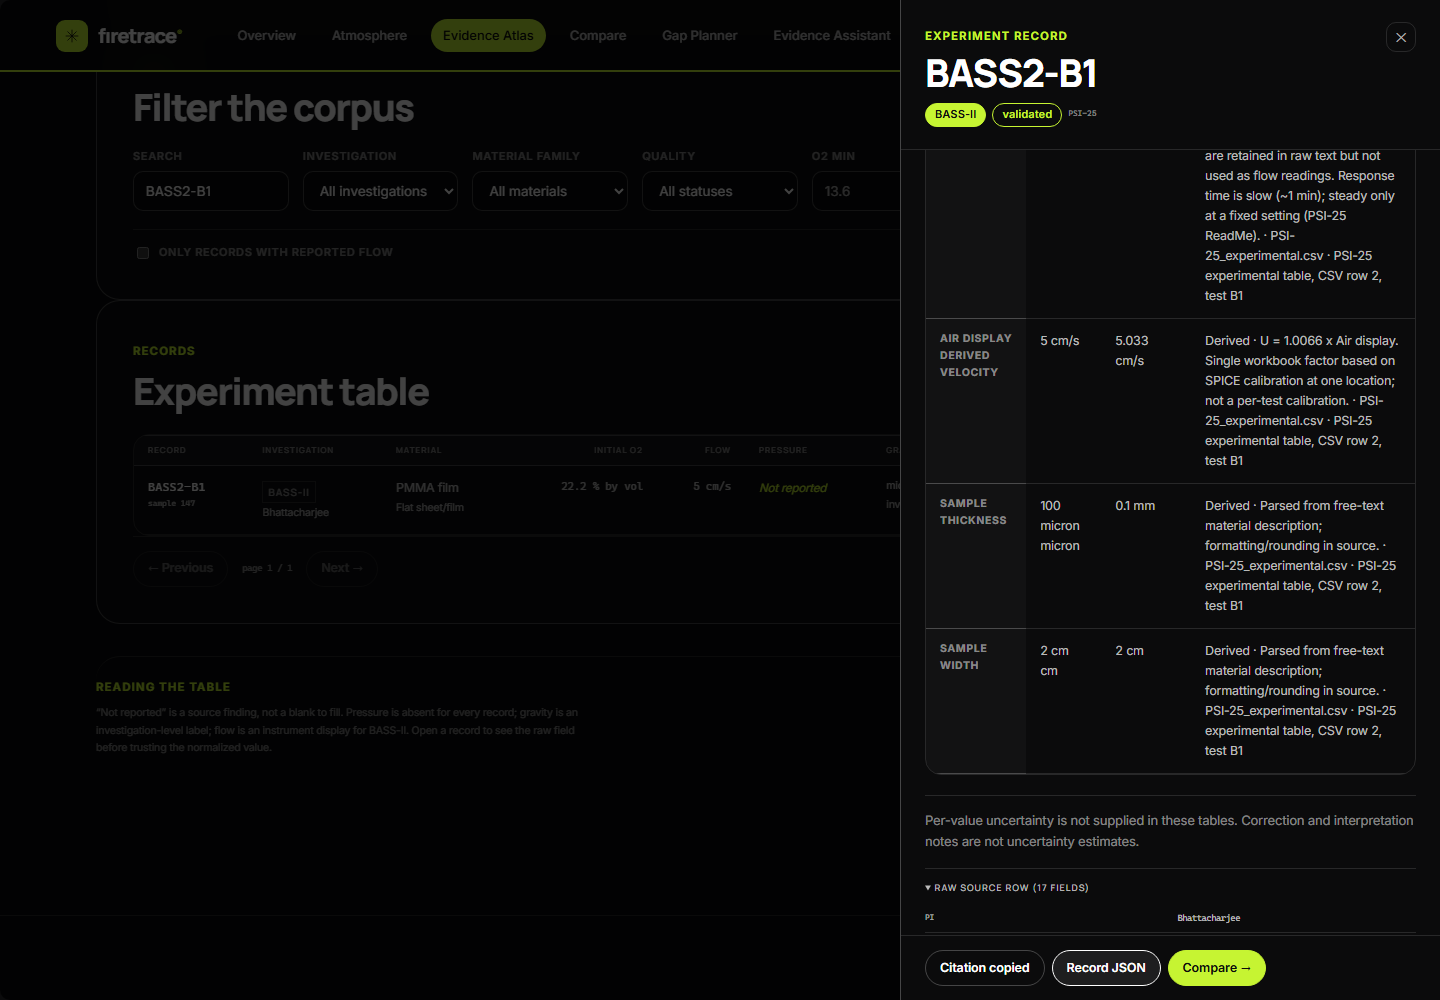 firetrace
Overview
Atmosphere
Evidence Atlas
Compare
Gap Planner
Evidence Assistant
Filter the corpus
SEARCH
INVESTIGATION
MATERIAL FAMILY
QUALITY
O2 MIN
BASS2-B1
All investigations
All materials
All statuses
13.6
ONLY RECORDS WITH REPORTED FLOW
RECORDS
Experiment table
RECORD
INVESTIGATION
MATERIAL
INITIAL O2
FLOW
PRESSURE
BASS2-B1
sample 107
BASS-II
Bhattacharjee
PMMA film
Flat sheet/film
22.2 % by vol
5 cm/s
Not reported
← Previous
page 1 / 1
Next →
READING THE TABLE
"Not reported" is a source finding, not a blank to fill. Pressure is absent for every record; gravity is an
investigation-level label; flow is an instrument display for BASS-II. Open a record to see the raw field
before trusting the normalized value.
EXPERIMENT RECORD
BASS2-B1
BASS-II
validated
PSI-25
are retained in raw text but not
used as flow readings. Response
time is slow (~1 min); steady only
at a fixed setting (PSI-25
ReadMe). · PSI-
25_experimental.csv · PSI-25
experimental table, CSV row 2,
test B1
AIR DISPLAY
DERIVED
VELOCITY
5 cm/s
5.033
cm/s
Derived · U = 1.0066 x Air display.
Single workbook factor based on
SPICE calibration at one location;
not a per-test calibration. · PSI-
25_experimental.csv · PSI-25
experimental table, CSV row 2,
test B1
SAMPLE
THICKNESS
100
micron
micron
0.1 mm
Derived · Parsed from free-text
material description;
formatting/rounding in source. ·
PSI-25_experimental.csv · PSI-25
experimental table, CSV row 2,
test B1
SAMPLE
WIDTH
2 cm
cm
2 cm
Derived · Parsed from free-text
material description;
formatting/rounding in source. ·
PSI-25_experimental.csv · PSI-25
experimental table, CSV row 2,
test B1
Per-value uncertainty is not supplied in these tables. Correction and interpretation
notes are not uncertainty estimates.
▾ RAW SOURCE ROW (17 FIELDS)
PI
Bhattacharjee
Citation copied
Record JSON
Compare →